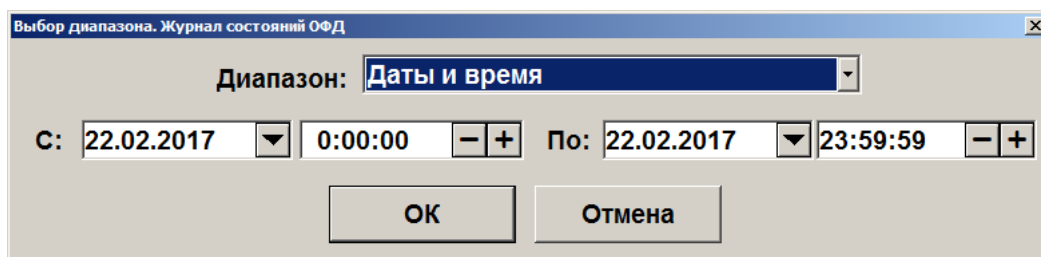 Выбор диапазона. Журнал состояний ОФД
Диапазон: Даты и время
С: 22.02.2017 0:00:00 По: 22.02.2017 23:59:59
ОК Отмена